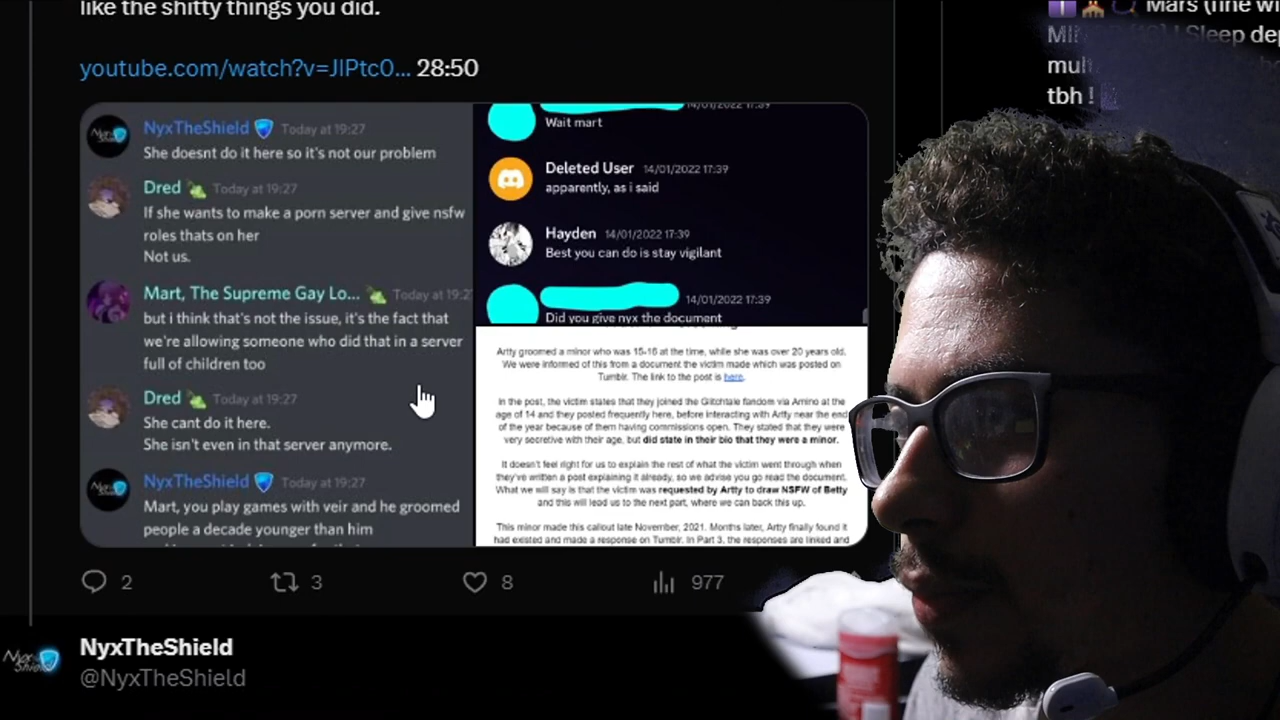 like the shitty things you did.
youtube.com/watch?v=JlPtc0... 28:50
NyxTheShield Today at 19:27
She doesnt do it here so it's not our problem
Dred Today at 19:27
If she wants to make a porn server and give nsfw
roles thats on her
Not us.
Mart, The Supreme Gay Lo... Today at 19:27
but i think that's not the issue, it's the fact that
we're allowing someone who did that in a server
full of children too
Dred Today at 19:27
She cant do it here.
She isn't even in that server anymore.
NyxTheShield Today at 19:27
Mart, you play games with veir and he groomed
people a decade younger than him
14/01/2022 17:39
Wait mart
Deleted User 14/01/2022 17:39
apparently, as i said
Hayden 14/01/2022 17:39
Best you can do is stay vigilant
14/01/2022 17:39
Did you give nyx the document
Artty groomed a minor who was 15-16 at the time, while she was over 20 years old.
We were informed of this from a document the victim made which was posted on
Tumblr. The link to the post is here.
In the post, the victim states that they joined the Glitchtale fandom via Amino at the
age of 14 and they posted frequently here, before interacting with Artty near the end
of the year because of them having commissions open. They stated that they were
very secretive with their age, but did state in their bio that they were a minor.
It doesn't feel right for us to explain the rest of what the victim went through when
they've written a post explaining it already, so we advise you go read the document.
What we will say is that the victim was requested by Artty to draw NSFW of Betty
and this will lead us to the next part, where we can back this up.
This minor made this callout late November, 2021. Months later, Artty finally found it
had existed and made a response on Tumblr. In Part 3, the responses are linked and
2 3 8 977
NyxTheShield
@NyxTheShield
Mars (fine wi
Sleep de
mul
tbh !